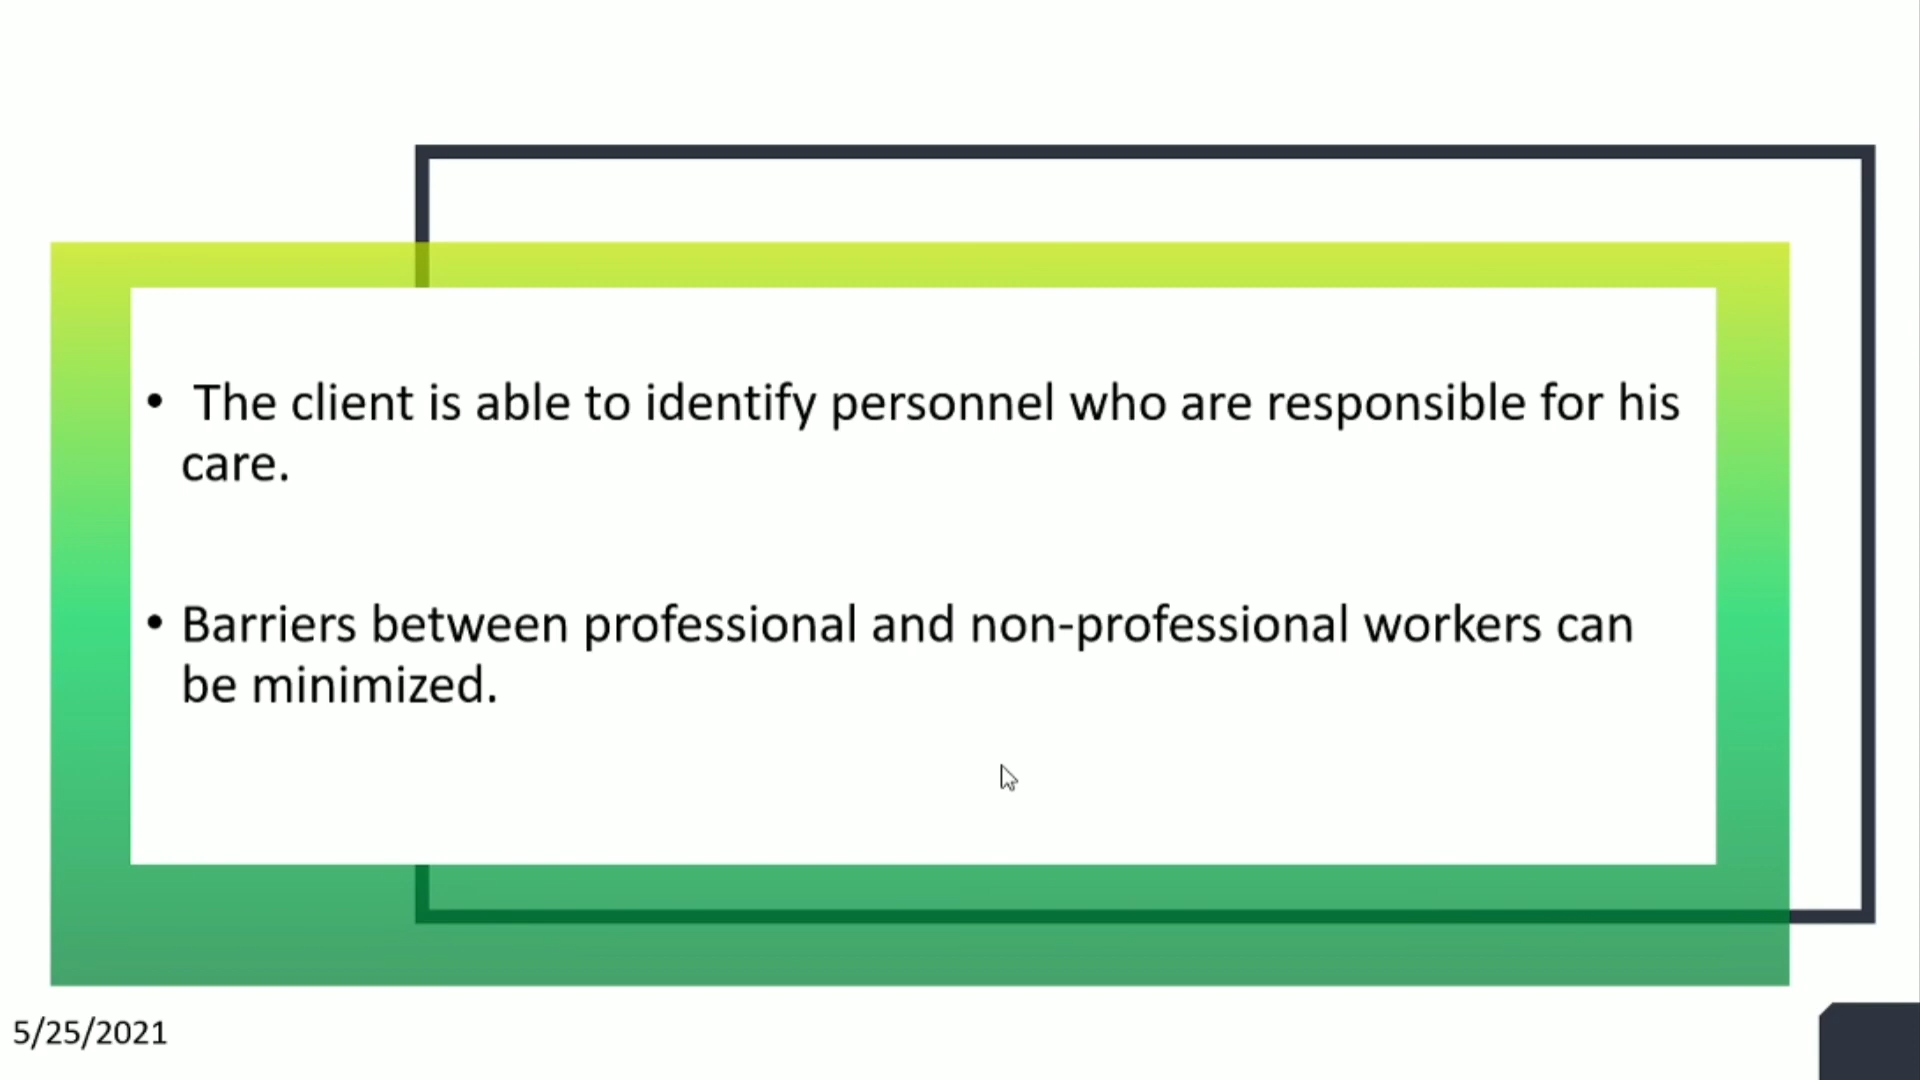 • The client is able to identify personnel who are responsible for his
care.
• Barriers between professional and non-professional workers can
be minimized.
5/25/2021